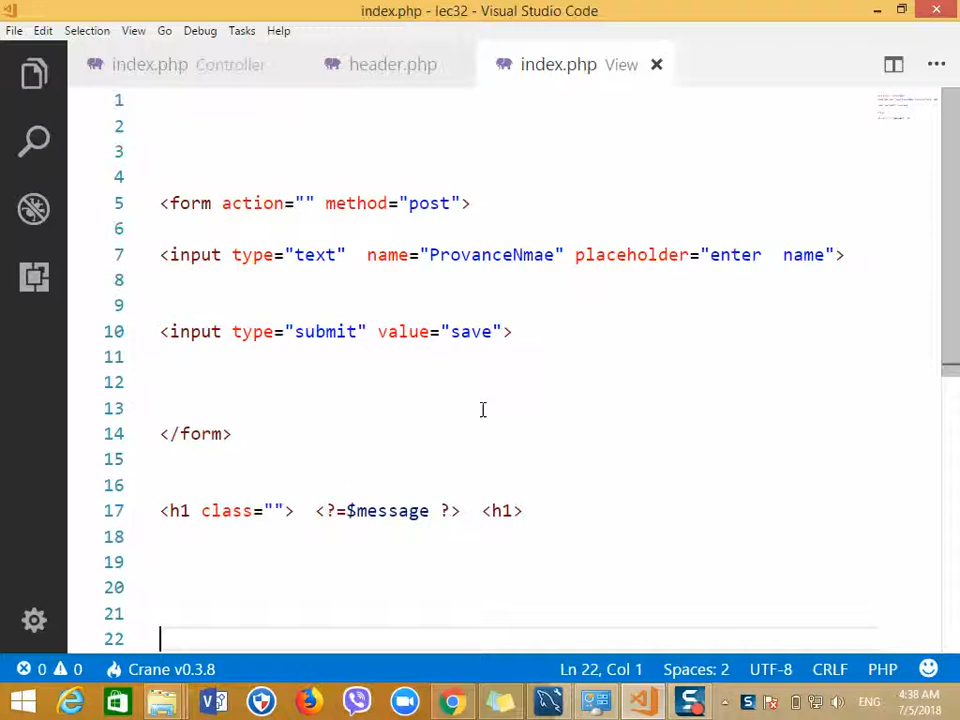 index.php - lec32 - Visual Studio Code
File Edit Selection View Go Debug Tasks Help
index.php Controller header.php index.php View
1
2
3
4
5 <form action="" method="post">
6
7 <input type="text"  name="ProvanceNmae" placeholder="enter  name">
8
9
10 <input type="submit" value="save">
11
12
13
14 </form>
15
16
17 <h1 class="">  <?=$message ?>  <h1>
18
19
20
21
22
0 0 Crane v0.3.8 Ln 22, Col 1 Spaces: 2 UTF-8 CRLF PHP
ENG
4:38 AM
7/5/2018